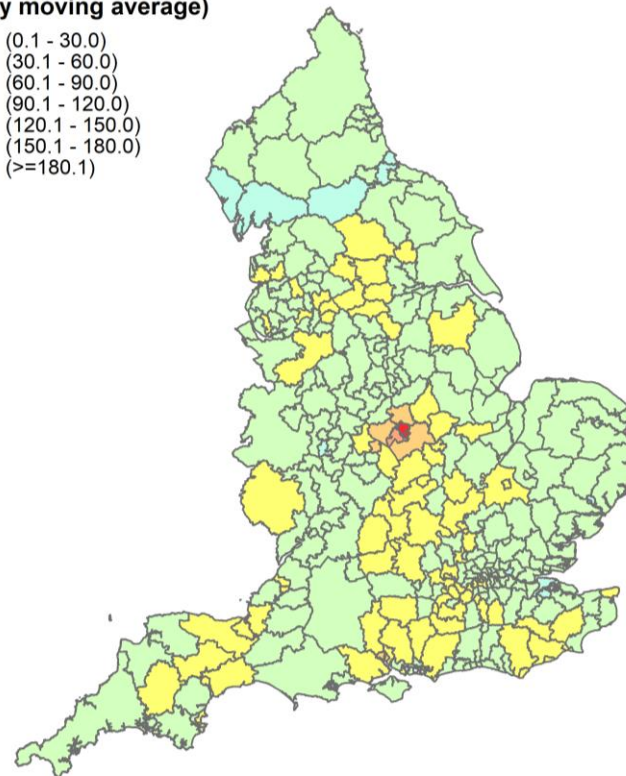 y moving average)
(0.1 - 30.0)
(30.1 - 60.0)
(60.1 - 90.0)
(90.1 - 120.0)
(120.1 - 150.0)
(150.1 - 180.0)
(>=180.1)